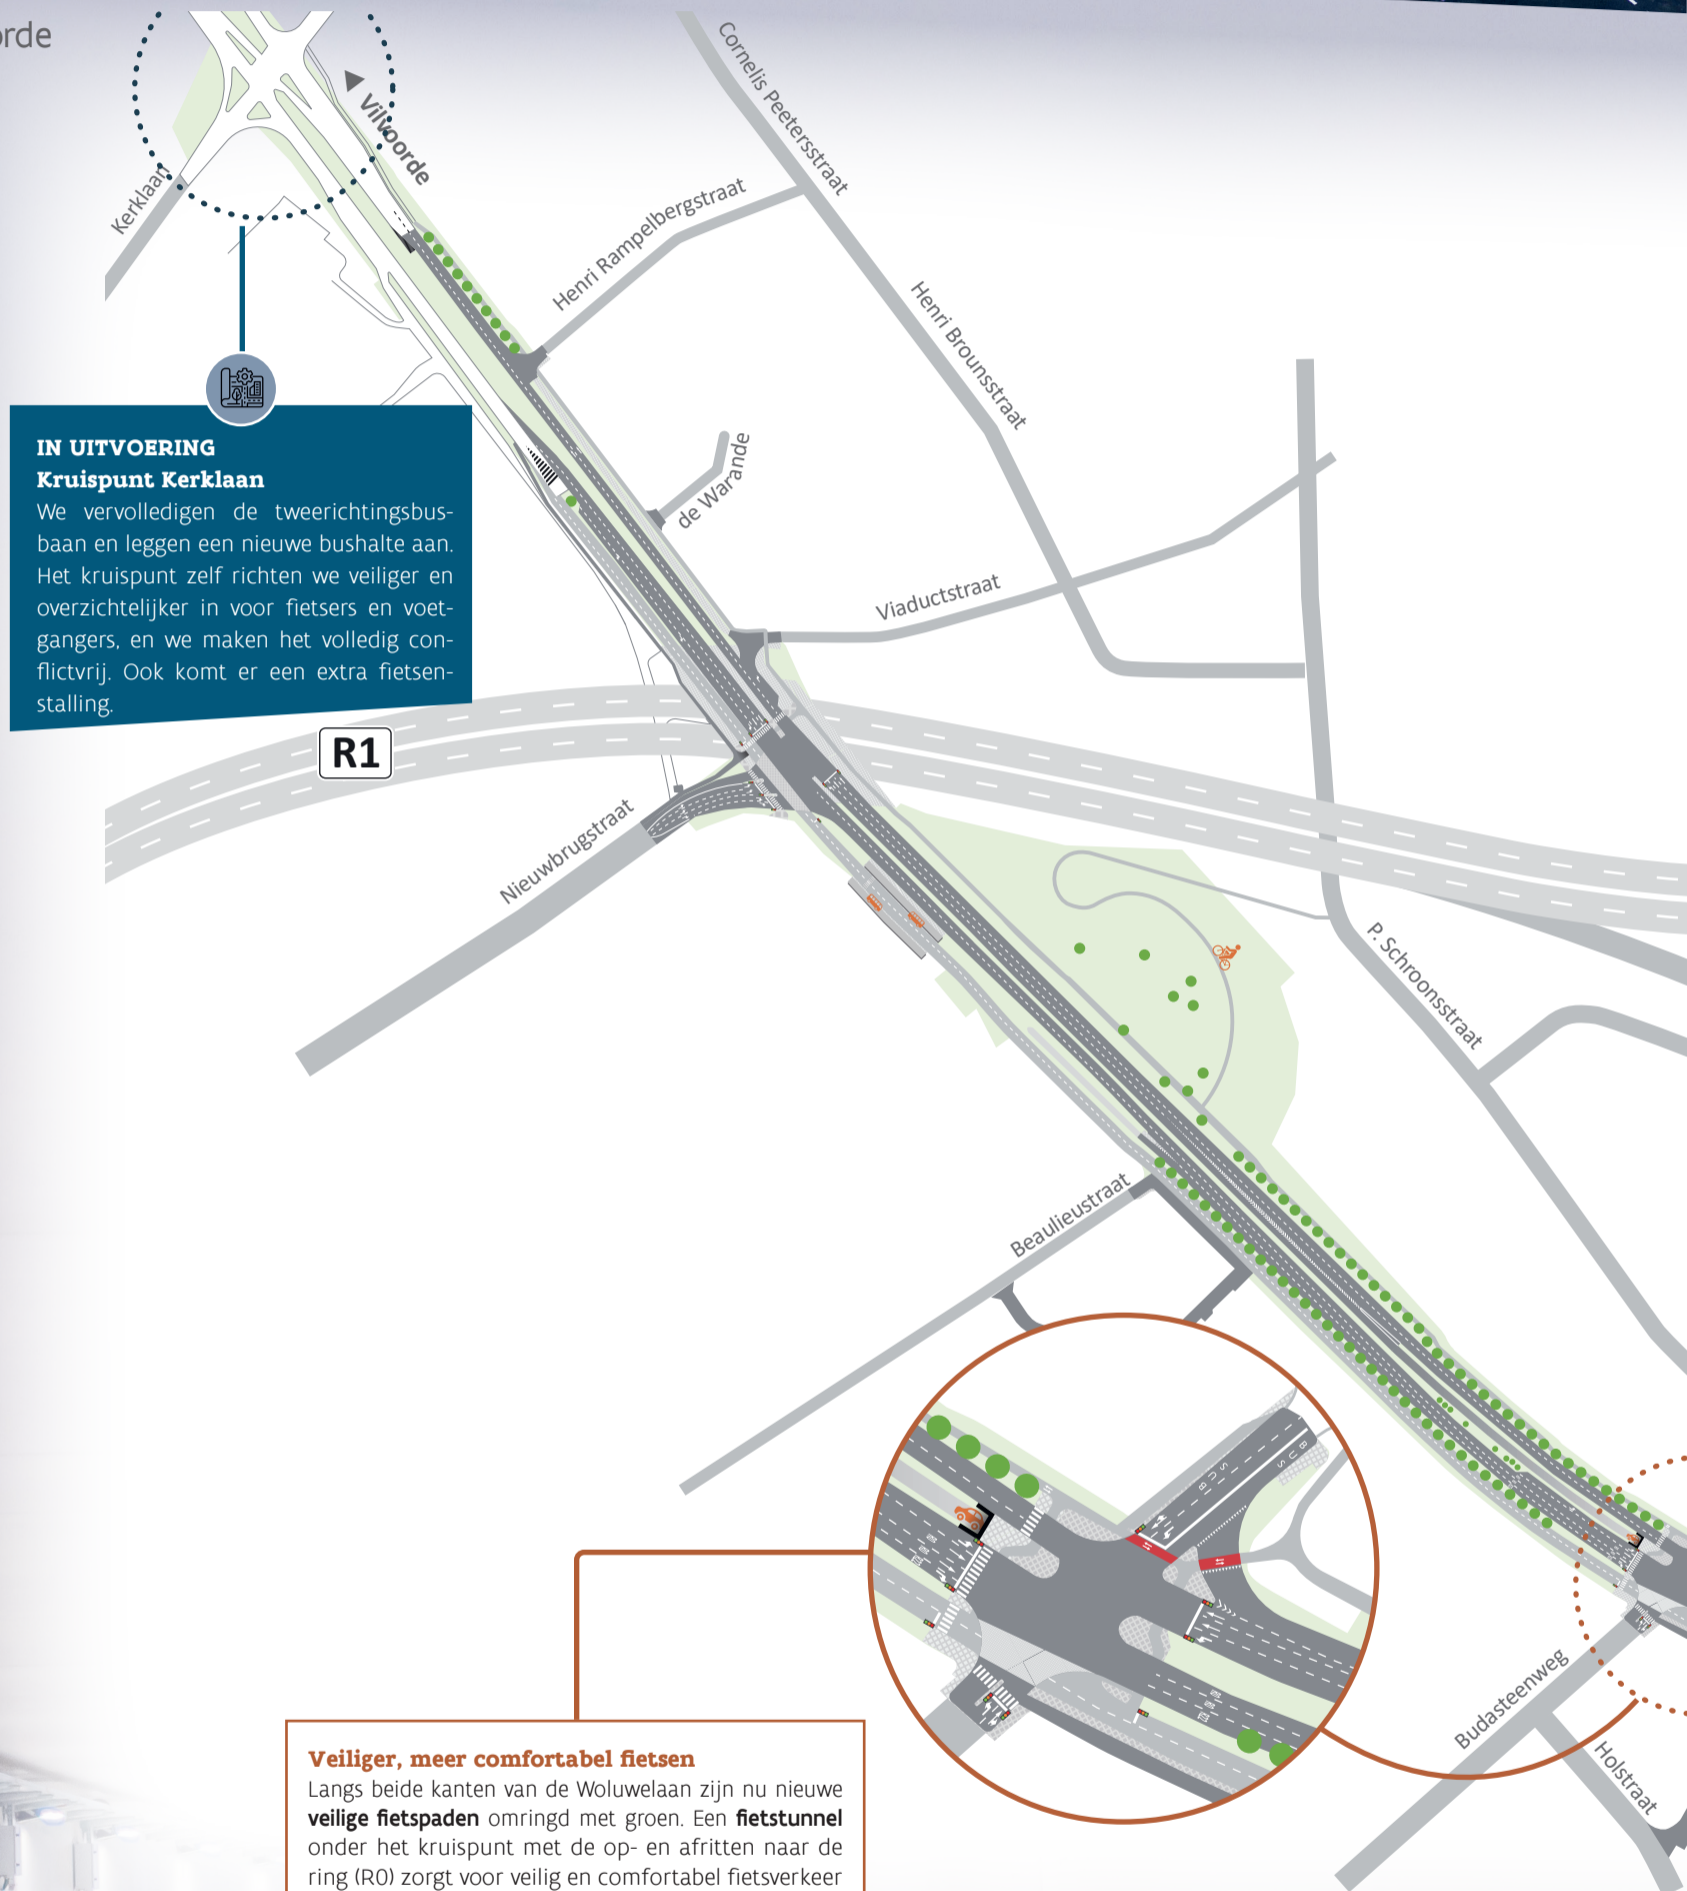 orde
Vilvoorde
Kerklaan
Cornelis Peetersstraat
Henri Rampelbergstraat
Henri Brounsstraat
de Warande
Viaductstraat
IN UITVOERING
Kruispunt Kerklaan
We vervolledigen de tweerichtingsbus-
baan en leggen een nieuwe bushalte aan.
Het kruispunt zelf richten we veiliger en
overzichtelijker in voor fietsers en voet-
gangers, en we maken het volledig con-
flictvrij. Ook komt er een extra fietsen-
stalling.
R1
Nieuwbrugstraat
P. Schroonsstraat
Beaulieustraat
BUS
BUS
Budasteenweg
Holstraat
Veiliger, meer comfortabel fietsen
Langs beide kanten van de Woluwelaan zijn nu nieuwe
veilige fietspaden omringd met groen. Een fietstunnel
onder het kruispunt met de op- en afritten naar de
ring (R0) zorgt voor veilig en comfortabel fietsverkeer